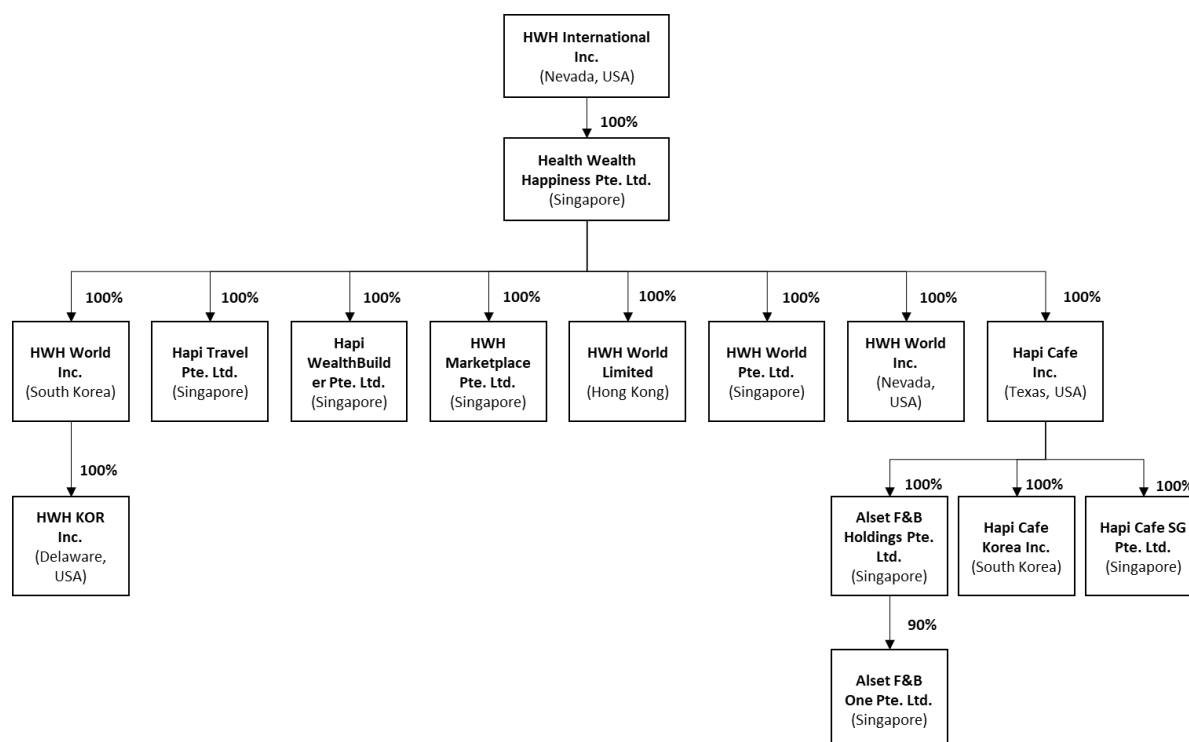 HWH International
Inc.
(Nevada, USA)
100%
Health Wealth
Happiness Pte. Ltd.
(Singapore)
100%
100%
100%
100%
100%
100%
100%
100%
HWH World
Inc.
(South Korea)
Hapi Travel
Pte. Ltd.
(Singapore)
Hapi
WealthBuild
er Pte. Ltd.
(Singapore)
HWH
Marketplace
Pte. Ltd.
(Singapore)
HWH World
Limited
(Hong Kong)
HWH World
Pte. Ltd.
(Singapore)
HWH World
Inc.
(Nevada,
USA)
Hapi Cafe
Inc.
(Texas, USA)
100%
100%
100%
100%
HWH KOR
Inc.
(Delaware,
USA)
Alset F&B
Holdings Pte.
Ltd.
(Singapore)
Hapi Cafe
Korea Inc.
(South Korea)
Hapi Cafe SG
Pte. Ltd.
(Singapore)
90%
Alset F&B
One Pte. Ltd.
(Singapore)